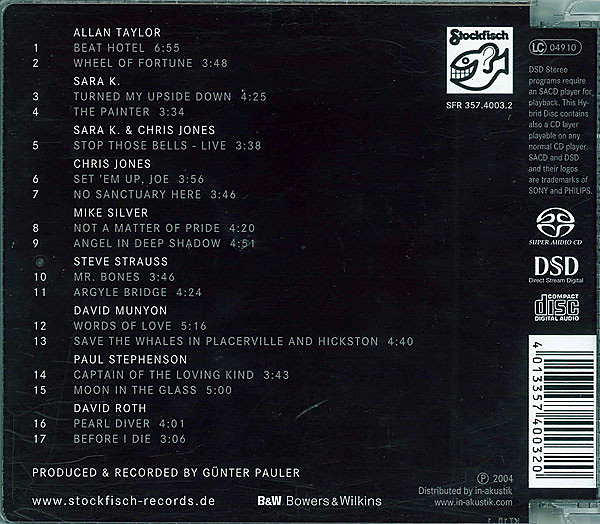 ALLAN TAYLOR
1 BEAT HOTEL 6:55
2 WHEEL OF FORTUNE 3:48
SARA K.
3 TURNED MY UPSIDE DOWN 4:25
4 THE PAINTER 3:34
SARA K. & CHRIS JONES
5 STOP THOSE BELLS - LIVE 3:38
CHRIS JONES
6 SET 'EM UP, JOE 3:56
7 NO SANCTUARY HERE 3:46
MIKE SILVER
8 NOT A MATTER OF PRIDE 4:20
9 ANGEL IN DEEP SHADOW 4:51
STEVE STRAUSS
10 MR. BONES 3:46
11 ARGYLE BRIDGE 4:24
DAVID MUNYON
12 WORDS OF LOVE 5:16
13 SAVE THE WHALES IN PLACERVILLE AND HICKSTON 4:40
PAUL STEPHENSON
14 CAPTAIN OF THE LOVING KIND 3:43
15 MOON IN THE GLASS 5:00
DAVID ROTH
16 PEARL DIVER 4:01
17 BEFORE I DIE 3:06
PRODUCED & RECORDED BY GÜNTER PAULER
www.stockfisch-records.de
B&W Bowers & Wilkins
Ⓟ 2004
Distributed by in-akustik
www.in-akustik.com
Stockfisch
SFR 357.4003.2
LC 04910
DSD Stereo
programs require
an SACD player for
playback. This Hy-
brid Disc contains
also a CD layer
playable on any
normal CD player.
SACD and DSD
and their logos
are trademarks of
SONY and PHILIPS.
SUPER AUDIO CD
DSD
Direct Stream Digital
COMPACT
disc
DIGITAL AUDIO
4 013357 400320